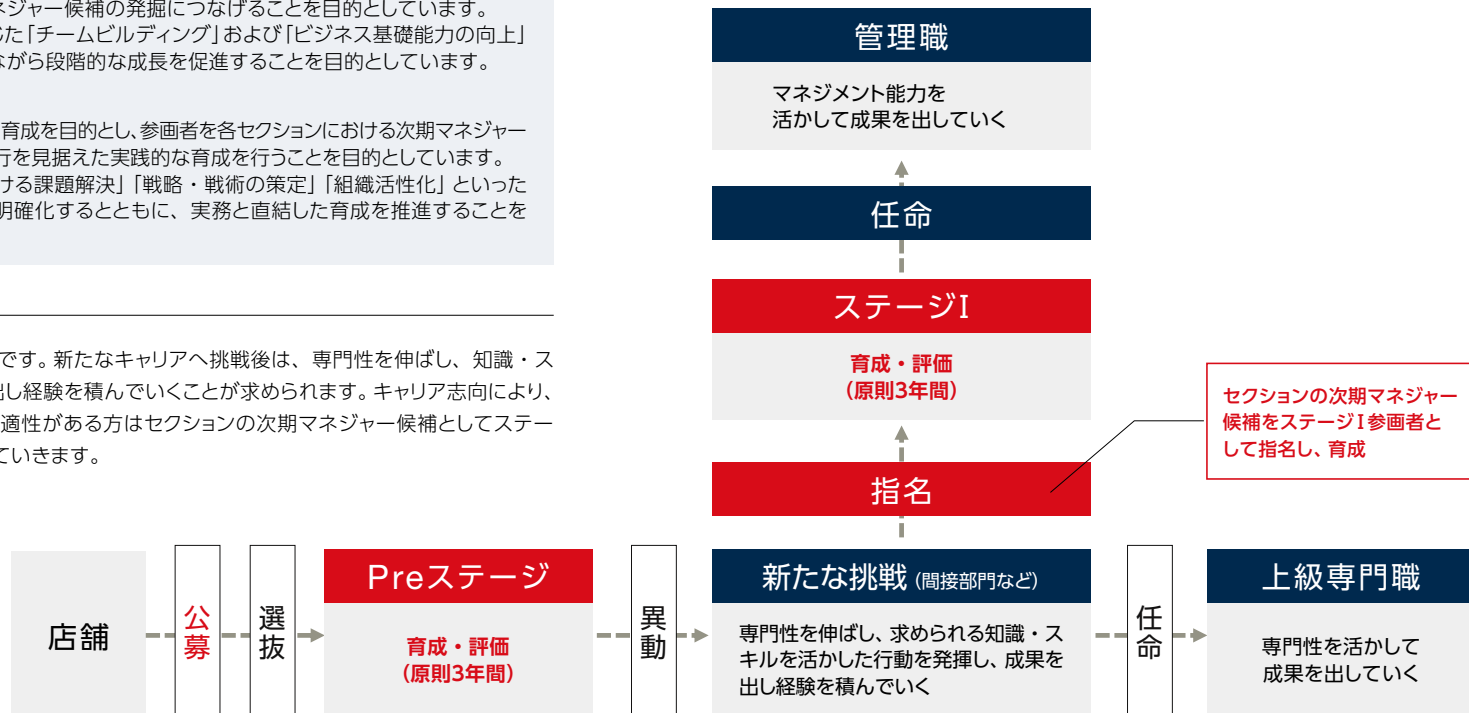 ネジャー候補の発掘につなげることを目的としています。
じた「チームビルディング」および「ビジネス基礎能力の向上」
ながら段階的な成長を促進することを目的としています。
育成を目的とし、参画者を各セクションにおける次期マネジャー
行を見据えた実践的な育成を行うことを目的としています。
ける課題解決」「戦略・戦術の策定」「組織活性化」といった
明確化するとともに、実務と直結した育成を推進することを
です。新たなキャリアへ挑戦後は、専門性を伸ばし、知識・ス
出し経験を積んでいくことが求められます。キャリア志向により、
適性がある方はセクションの次期マネジャー候補としてステー
ていきます。
管理職
マネジメント能力を
活かして成果を出していく
任命
ステージI
育成・評価
(原則3年間)
指名
セクションの次期マネジャー
候補をステージI参画者と
して指名し、育成
店舗
公募
選抜
Preステージ
育成・評価
(原則3年間)
異動
新たな挑戦(間接部門など)
専門性を伸ばし、求められる知識・ス
キルを活かした行動を発揮し、成果を
出し経験を積んでいく
任命
上級専門職
専門性を活かして
成果を出していく